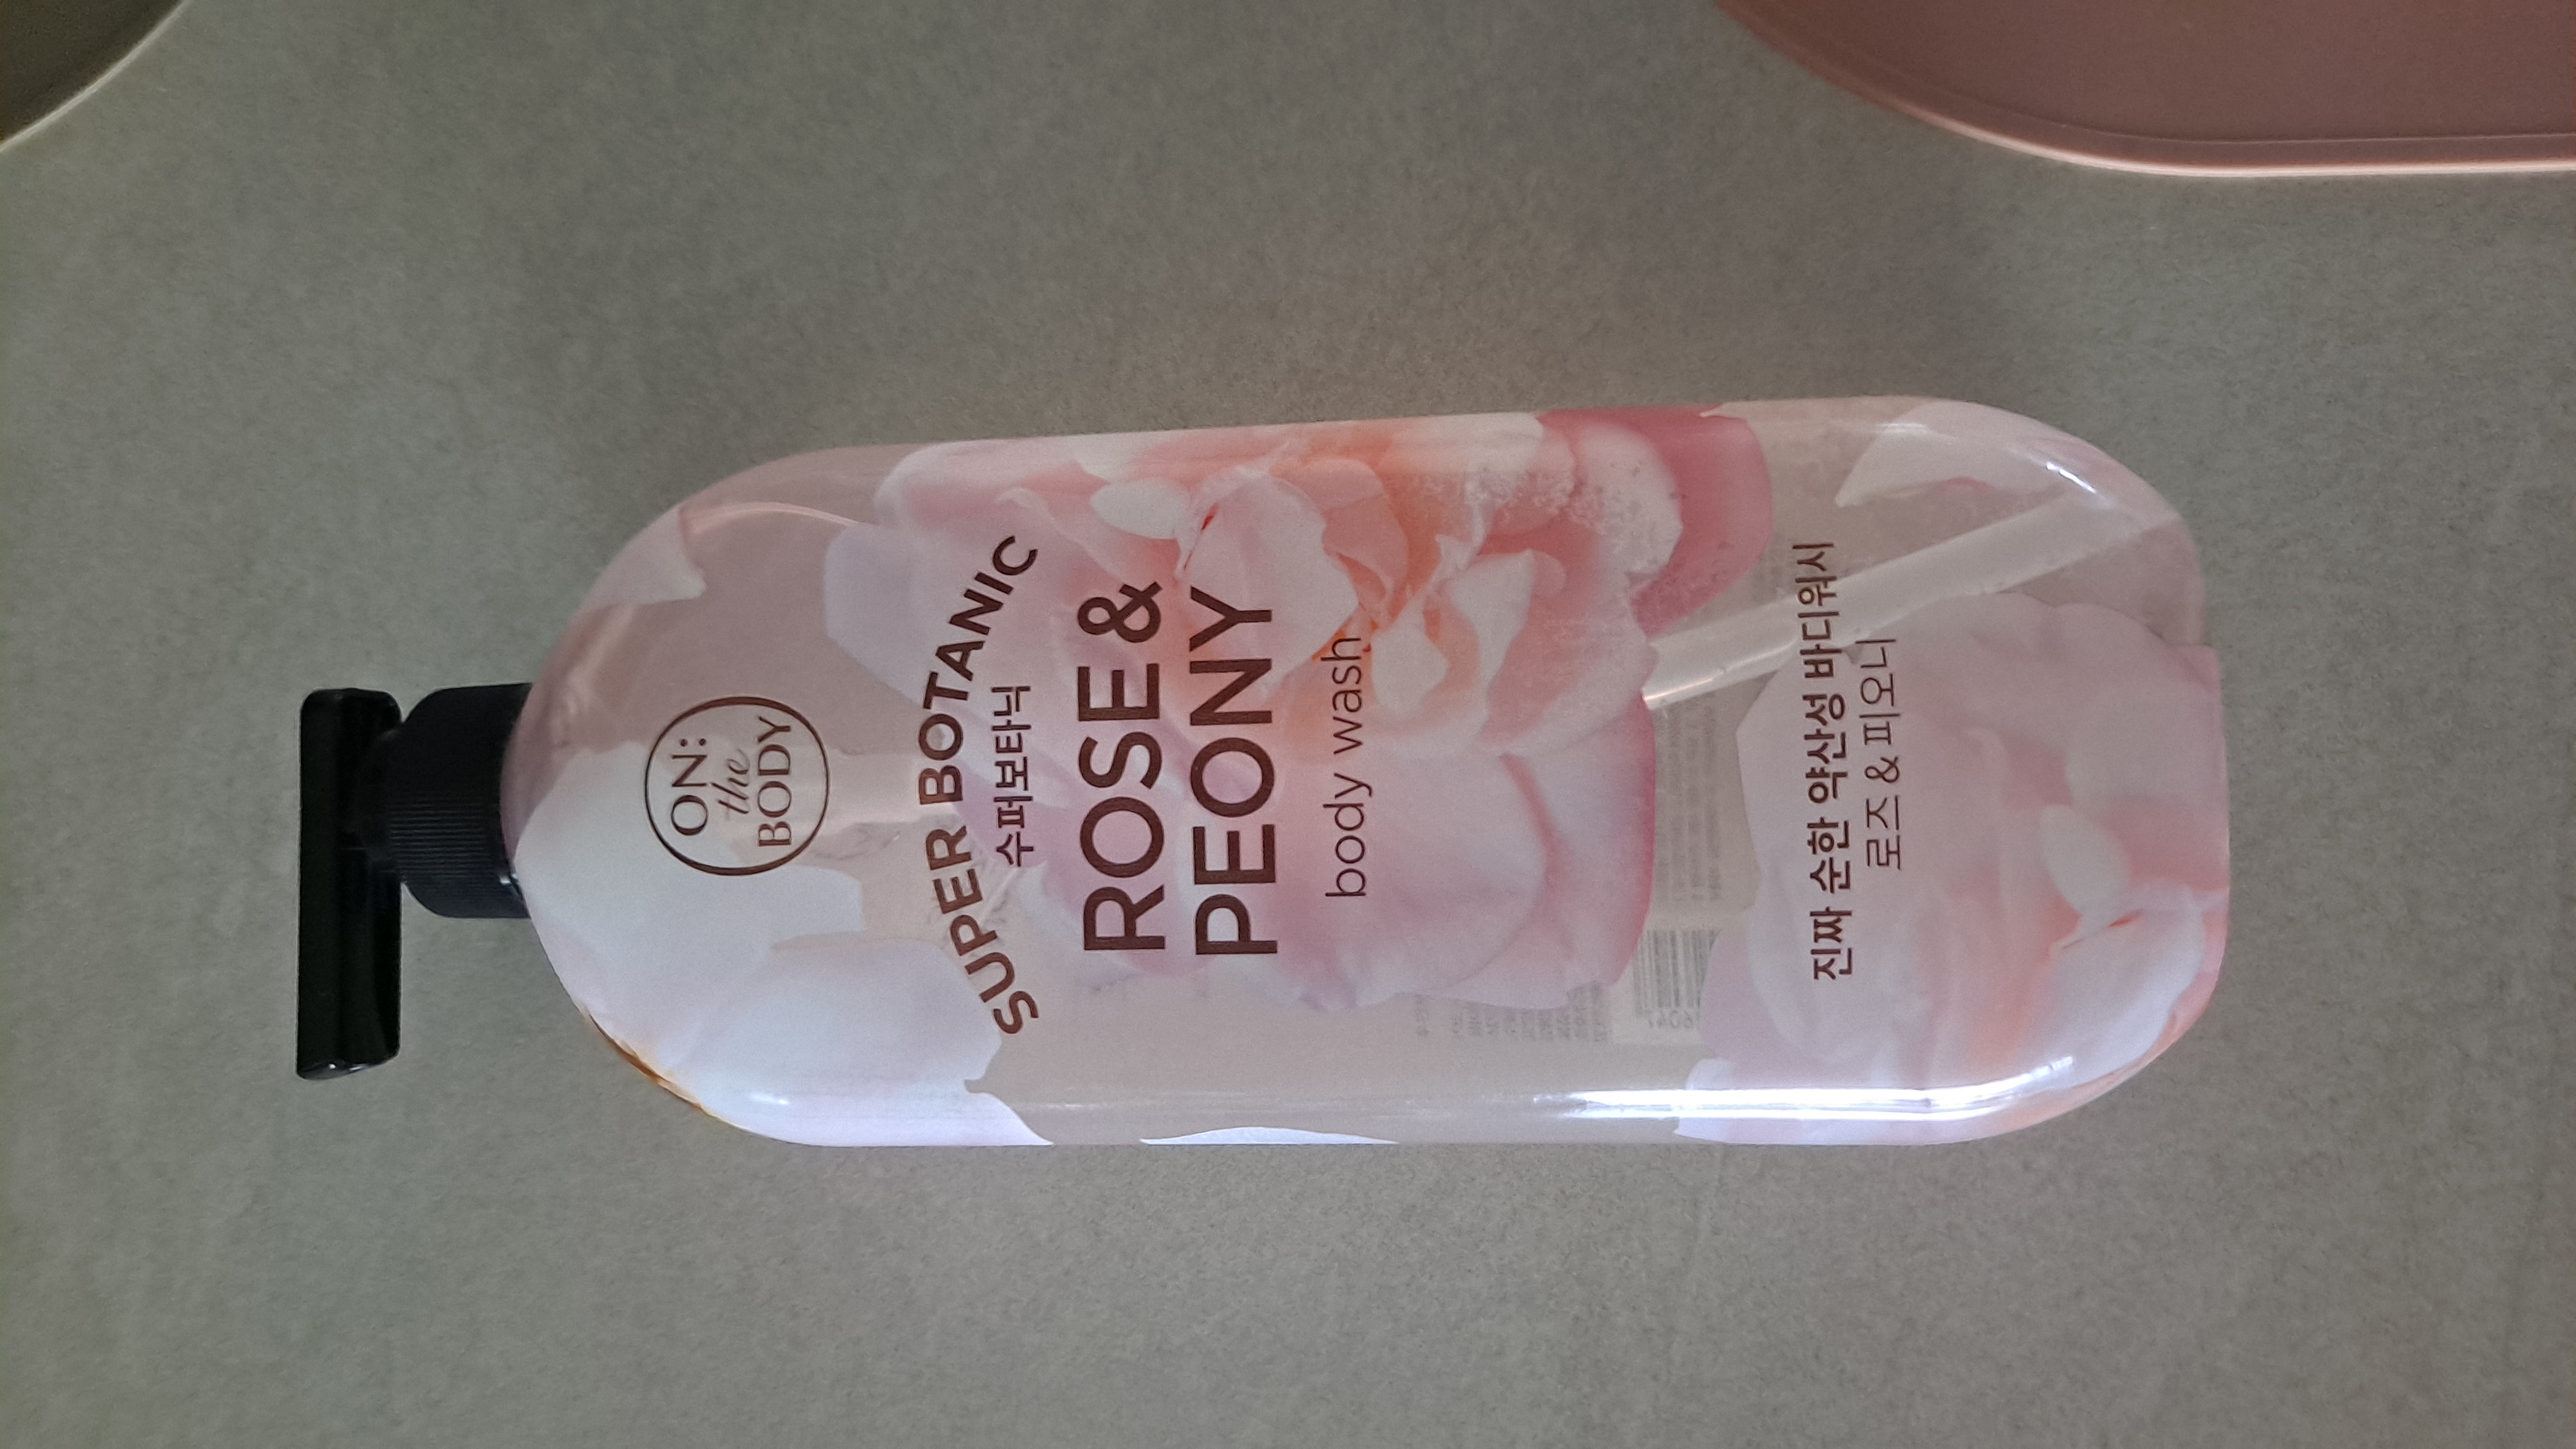 ON:
the
BODY
SUPER BOTANIC
수퍼보타닉
ROSE &
PEONY
body wash
진짜 순한 약산성 바디워시
로즈 & 피오니